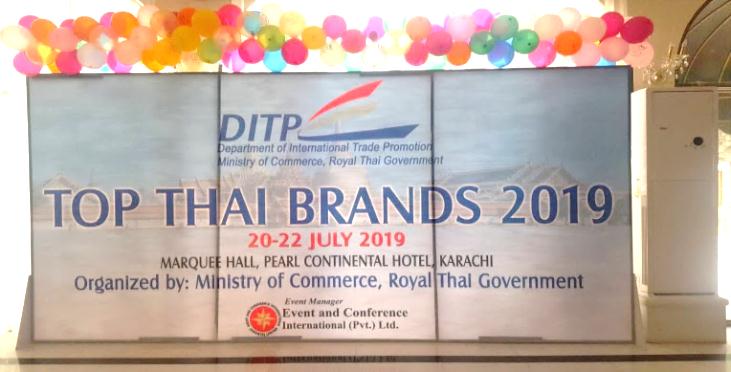 DITP
Department of International Trade Promotion
Ministry of Commerce, Royal Thai Government
TOP THAI BRANDS 2019
20-22 JULY 2019
MARQUEE HALL, PEARL CONTINENTAL HOTEL, KARACHI
Organized by: Ministry of Commerce, Royal Thai Government
Event Manager
Event and Conference
International (Pvt.) Ltd.